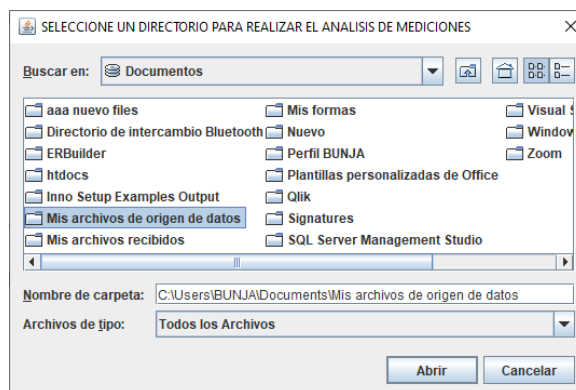 SELECCIONE UN DIRECTORIO PARA REALIZAR EL ANALISIS DE MEDICIONES
Buscar en: Documentos
aaa nuevo files
Directorio de intercambio Bluetooth
ERBuilder
htdocs
Inno Setup Examples Output
Mis archivos de origen de datos
Mis archivos recibidos
Mis formas
Nuevo
Perfil BUNJA
Plantillas personalizadas de Office
Qlik
Signatures
SQL Server Management Studio
Visual
Window
Zoom
Nombre de carpeta: C:\Users\BUNJA\Documents\Mis archivos de origen de datos
Archivos de tipo: Todos los Archivos
Abrir Cancelar